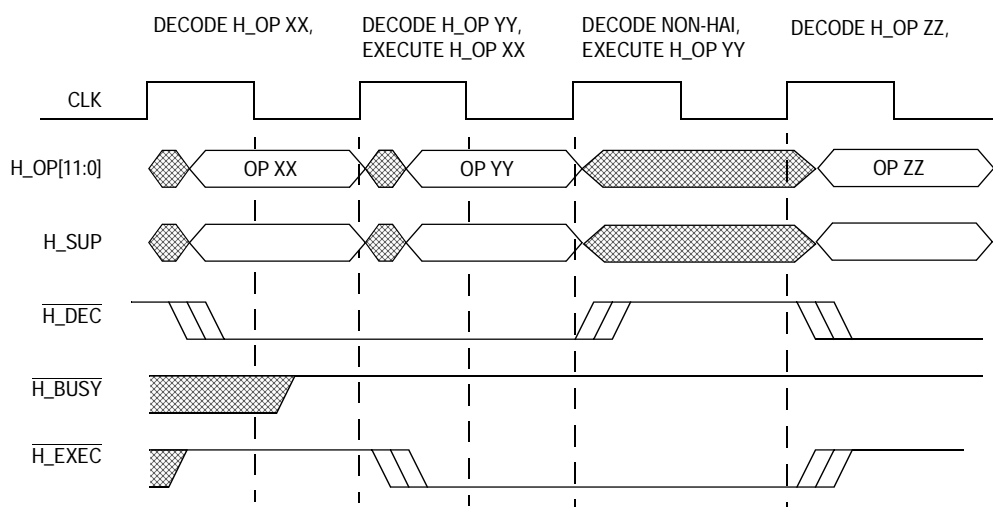 DECODE H_OP XX,
DECODE H_OP YY,
EXECUTE H_OP XX
DECODE NON-HAI,
EXECUTE H_OP YY
DECODE H_OP ZZ,
CLK
H_OP[11:0]
OP XX
OP YY
OP ZZ
H_SUP
H_DEC
H_BUSY
H_EXEC